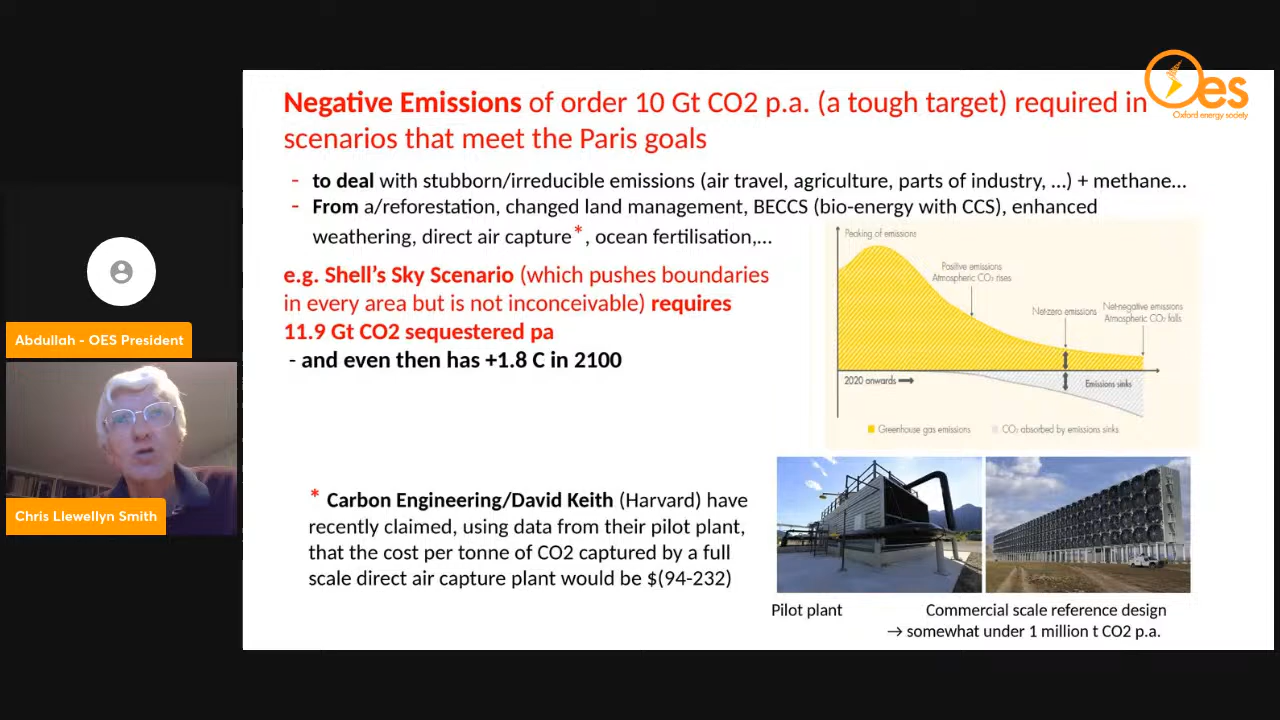 Oes
Oxford energy society
Negative Emissions of order 10 Gt CO2 p.a. (a tough target) required in
scenarios that meet the Paris goals
- to deal with stubborn/irreducible emissions (air travel, agriculture, parts of industry, ...) + methane...
- From a/reforestation, changed land management, BECCS (bio-energy with CCS), enhanced
weathering, direct air capture*, ocean fertilisation,...
e.g. Shell's Sky Scenario (which pushes boundaries
in every area but is not inconceivable) requires
11.9 Gt CO2 sequestered pa
- and even then has +1.8 C in 2100
Peaking of emissions
Positive emissions
Atmospheric CO₂ rises
Net-zero emissions
Net-negative emissions
Atmospheric CO₂ falls
2020 onwards
Emissions sinks
Greenhouse gas emissions
CO₂ absorbed by emissions sinks
Abdullah - OES President
Chris Llewellyn Smith
* Carbon Engineering/David Keith (Harvard) have
recently claimed, using data from their pilot plant,
that the cost per tonne of CO2 captured by a full
scale direct air capture plant would be $(94-232)
Pilot plant
Commercial scale reference design
→ somewhat under 1 million t CO2 p.a.